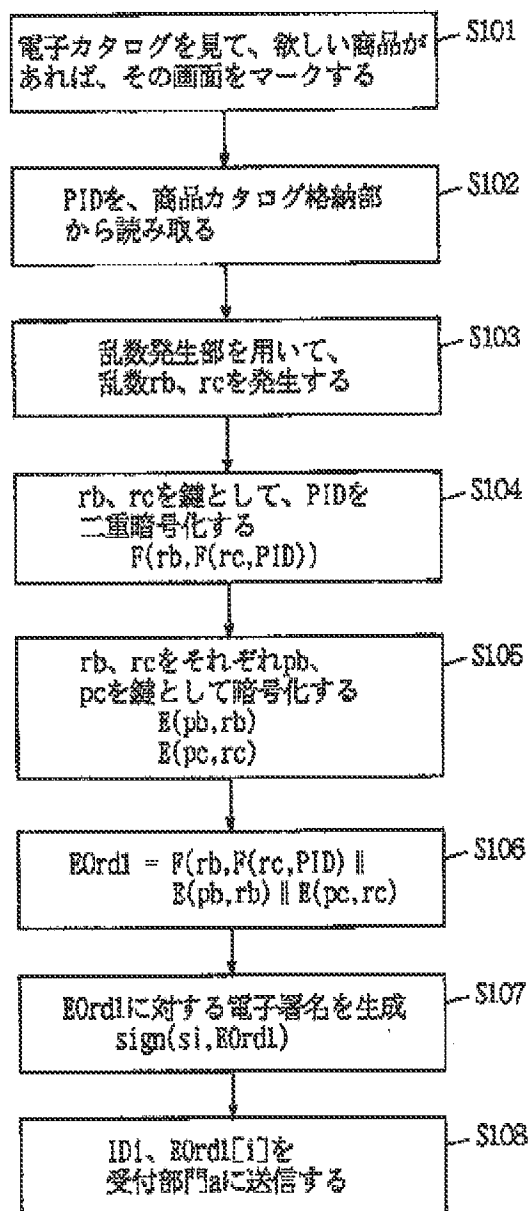 電子カタログを見て、欲しい商品が
あれば、その画面をマークする
S101
PIDを、商品カタログ格納部
から読み取る
S102
乱数発生部を用いて、
乱数rb、rcを発生する
S103
rb、rcを鍵として、PIDを
二重暗号化する
F(rb,F(rc,PID))
S104
rb、rcをそれぞれpb、
pcを鍵として暗号化する
E(pb,rb)
E(pc,rc)
S105
EOrd1 = F(rb,F(rc,PID)∥
E(pb,rb)∥E(pc,rc)
S106
EOrd1に対する電子署名を生成
sign(si,EOrd1)
S107
IDi、EOrd1[i]を
受付部門aに送信する
S108